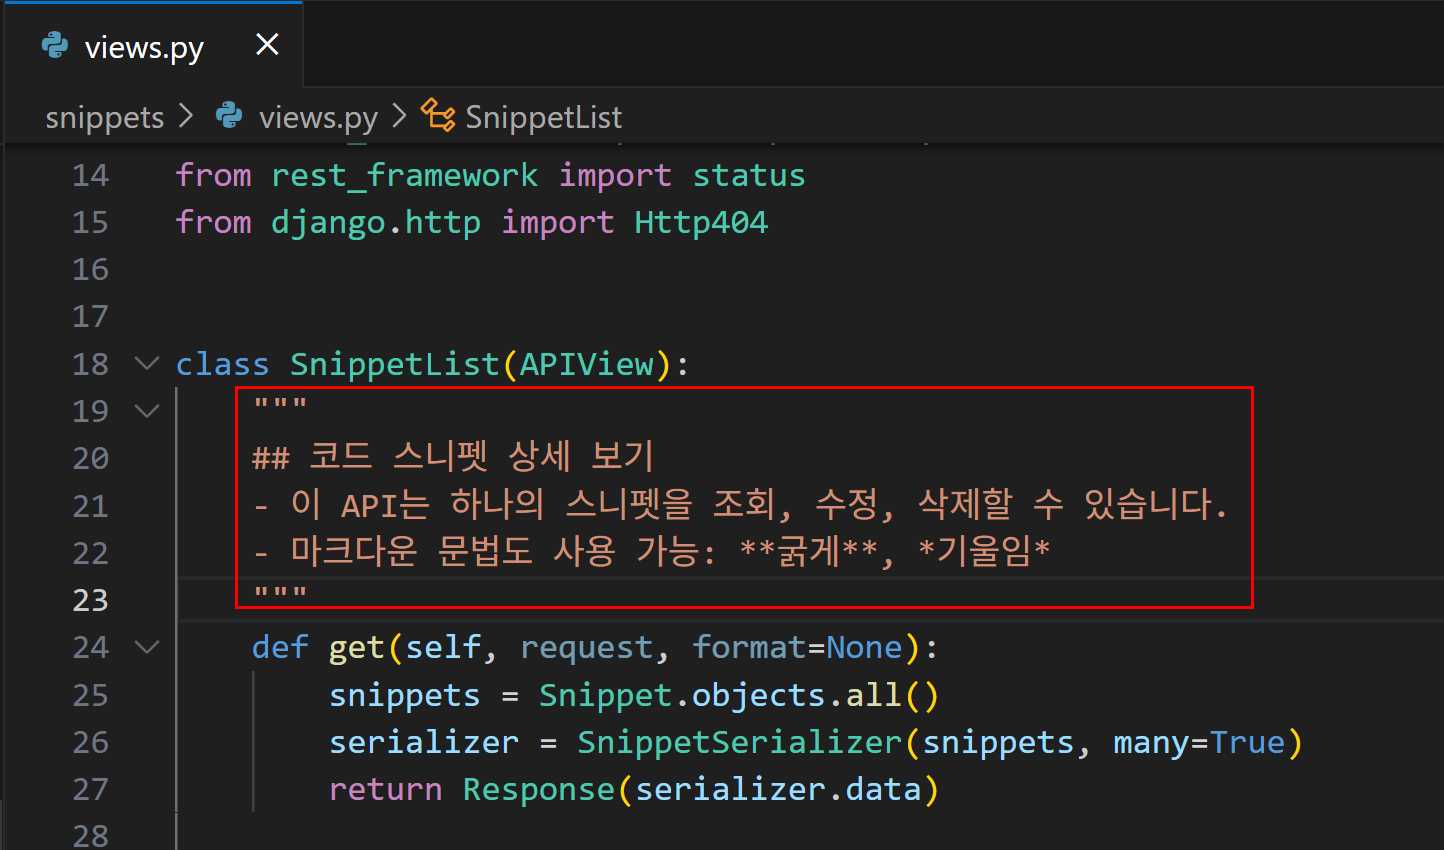 views.py
snippets > views.py > SnippetList
14 from rest_framework import status
15 from django.http import Http404
16
17
18 class SnippetList(APIView):
19     """
20     ## 코드 스니펫 상세 보기
21     - 이 API는 하나의 스니펫을 조회, 수정, 삭제할 수 있습니다.
22     - 마크다운 문법도 사용 가능: **굵게**, *기울임*
23     """
24     def get(self, request, format=None):
25         snippets = Snippet.objects.all()
26         serializer = SnippetSerializer(snippets, many=True)
27         return Response(serializer.data)
28